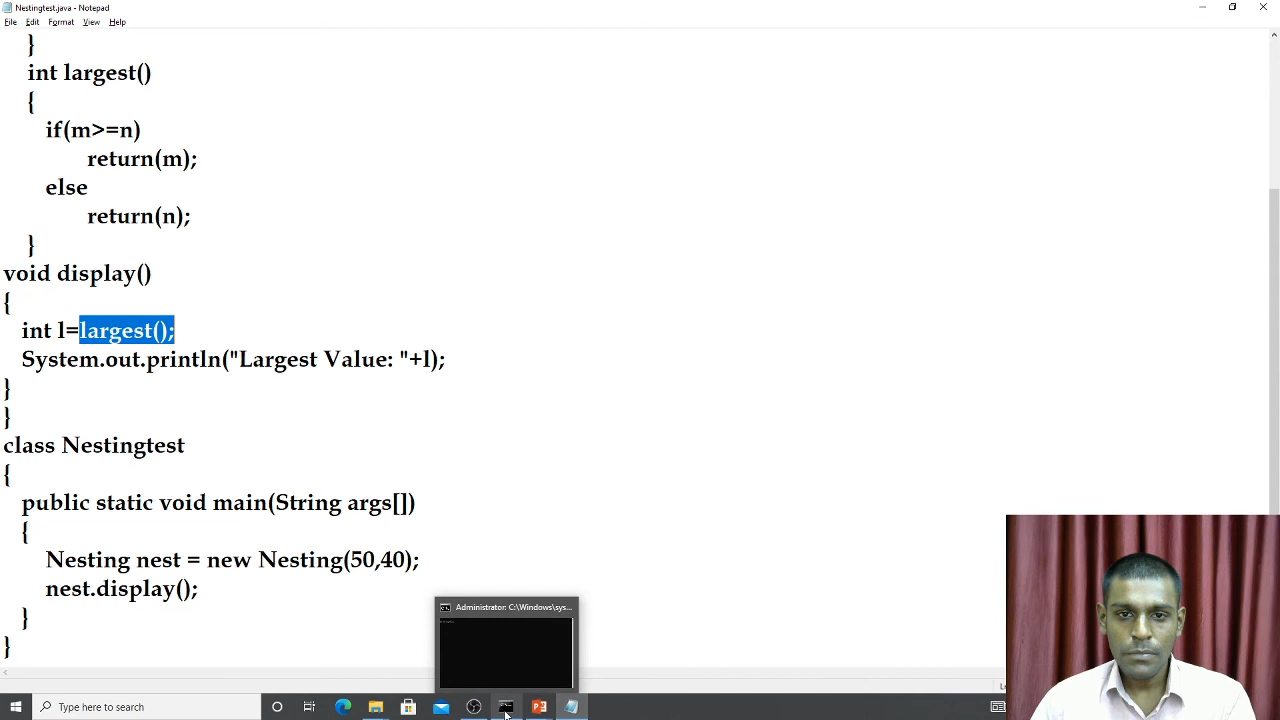 Nestingtest.java - Notepad
File Edit Format View Help
}
int largest()
{
if(m>=n)
return(m);
else
return(n);
}
void display()
{
int l=largest();
System.out.println("Largest Value: "+l);
}
}
class Nestingtest
{
public static void main(String args[])
{
Nesting nest = new Nesting(50,40);
nest.display();
}
}
Administrator: C:\Windows\sys...
Type here to search